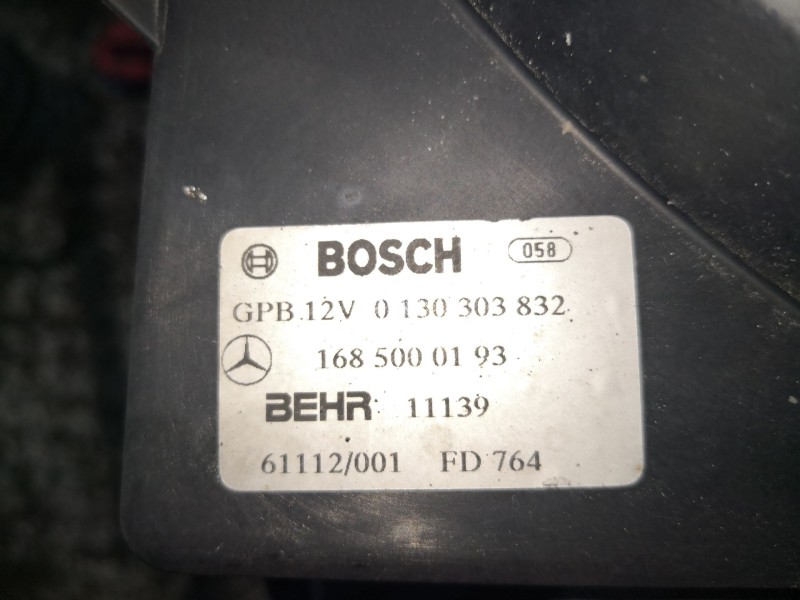 BOSCH 058
GPB 12V 0 130 303 832
168 500 01 93
BEHR 11139
61112/001 FD 764